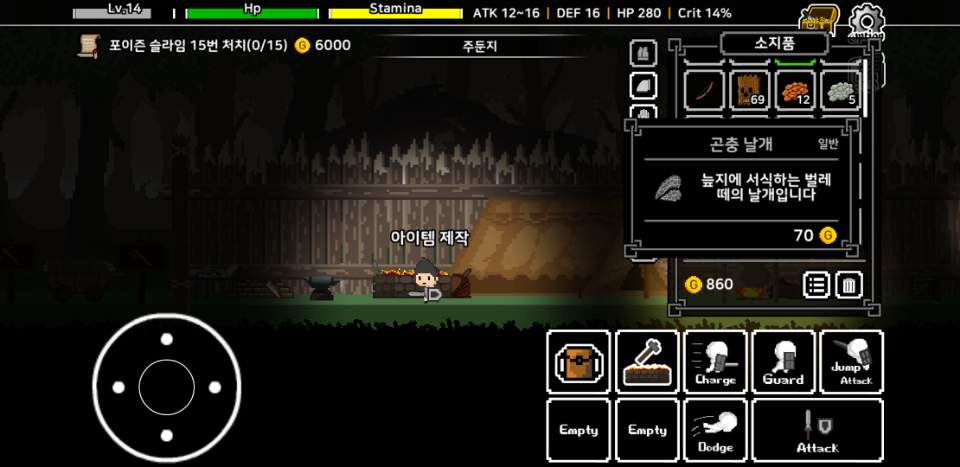 Lv.14
Hp
Stamina
ATK 12~16 | DEF 16 | HP 280 | Crit 14%
포이즌 슬라임 15번 처치(0/15) G 6000
주둔지
소지품
69
12
5
곤충 날개
일반
늪지에 서식하는 벌레
떼의 날개입니다
70 G
아이템 제작
G 860
Charge
Guard
Jump
Attack
Empty
Empty
Dodge
Attack